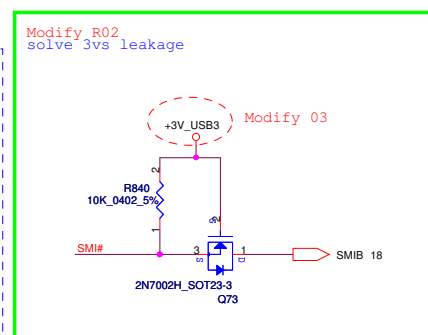 Modify R02
solve 3vs leakage
+3V_USB3
Modify 03
2
R840
10K_0402_5%
1
2
G
SMI#
3
S
1
D
SMIB 18
2N7002H_SOT23-3
Q73